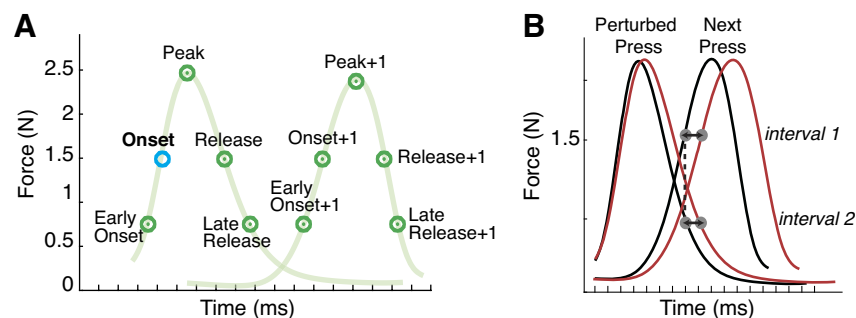 A
Force (N)
2.5
2
1.5
1
0.5
0
Peak
Peak+1
Onset
Release
Onset+1
Release+1
Early
Onset
Late
Release
Early
Onset+1
Late
Release+1
Time (ms)
B
Perturbed
Press
Next
Press
Force (N)
1.5
interval 1
interval 2
Time (ms)